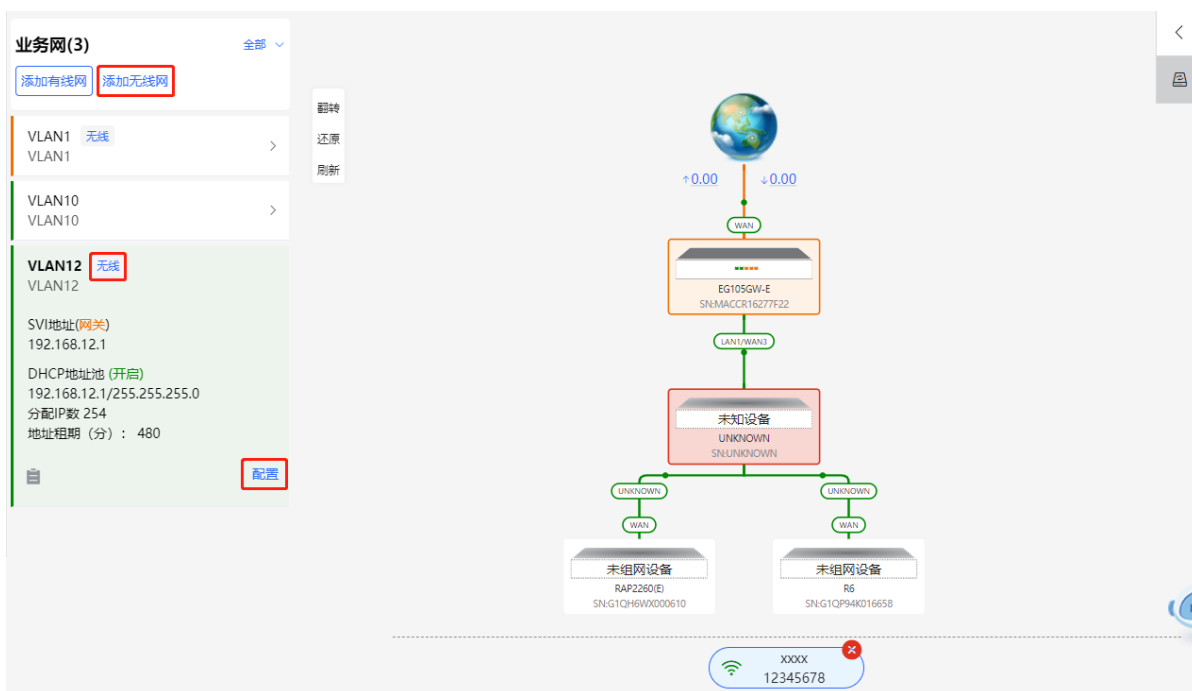 业务网(3)
全部
添加有线网
添加无线网
VLAN1 无线
VLAN1
VLAN10
VLAN10
VLAN12 无线
VLAN12
SVI地址(网关)
192.168.12.1
DHCP地址池 (开启)
192.168.12.1/255.255.255.0
分配IP数 254
地址租期（分）： 480
配置
翻转
还原
刷新
↑0.00 ↓0.00
WAN
EG105GW-E
SN:MACCR16277F22
LAN1/WAN3
未知设备
UNKNOWN
SN:UNKNOWN
UNKNOWN UNKNOWN
WAN WAN
未组网设备
RAP2260(E)
SN:G1QH6WX000610
未组网设备
R6
SN:G1QP94K016658
XXXX
12345678